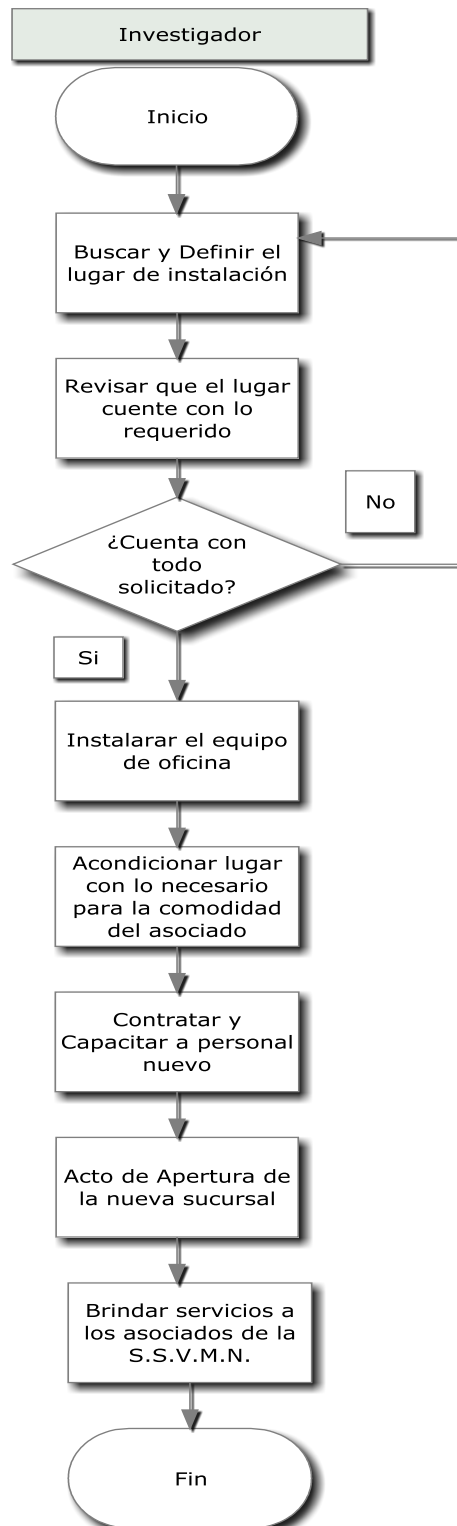 Investigador
Inicio
Buscar y Definir el
lugar de instalación
Revisar que el lugar
cuente con lo
requerido
No
¿Cuenta con
todo
solicitado?
Si
Instalarar el equipo
de oficina
Acondicionar lugar
con lo necesario
para la comodidad
del asociado
Contratar y
Capacitar a personal
nuevo
Acto de Apertura de
la nueva sucursal
Brindar servicios a
los asociados de la
S.S.V.M.N.
Fin